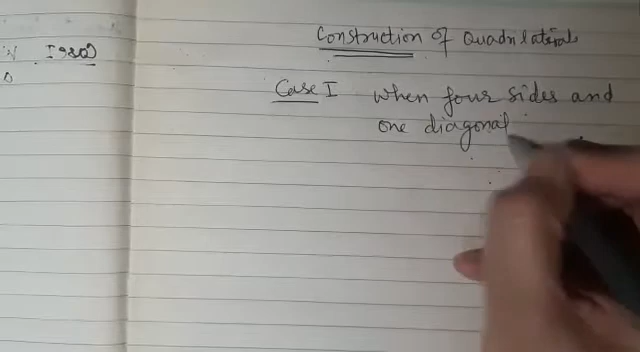 Construction of Quadrilaterals
Case I when four sides and
one diagonal